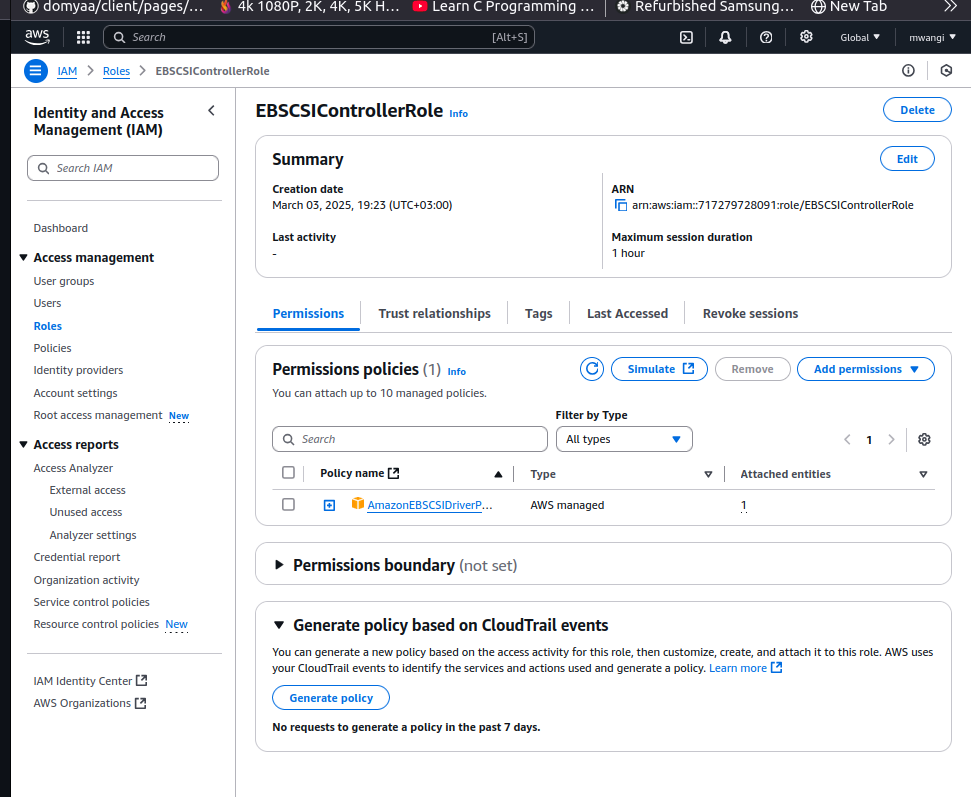 domyaa/client/pages/...
4k 1080P, 2K, 4K, 5K H...
Learn C Programming ...
Refurbished Samsung...
New Tab
aws
Search
[Alt+S]
Global
mwangi
IAM
Roles
EBSCSIControllerRole
Identity and Access
Management (IAM)
Search IAM
Dashboard
Access management
User groups
Users
Roles
Policies
Identity providers
Account settings
Root access management New
Access reports
Access Analyzer
External access
Unused access
Analyzer settings
Credential report
Organization activity
Service control policies
Resource control policies New
IAM Identity Center
AWS Organizations
EBSCSIControllerRole Info
Delete
Summary
Edit
Creation date
March 03, 2025, 19:23 (UTC+03:00)
Last activity
-
ARN
arn:aws:iam::717279728091:role/EBSCSIControllerRole
Maximum session duration
1 hour
Permissions
Trust relationships
Tags
Last Accessed
Revoke sessions
Permissions policies (1) Info
Simulate
Remove
Add permissions
You can attach up to 10 managed policies.
Filter by Type
Search
All types
1
Policy name
Type
Attached entities
AmazonEBSCSIDriverP...
AWS managed
1
Permissions boundary (not set)
Generate policy based on CloudTrail events
You can generate a new policy based on the access activity for this role, then customize, create, and attach it to this role. AWS uses
your CloudTrail events to identify the services and actions used and generate a policy. Learn more
Generate policy
No requests to generate a policy in the past 7 days.